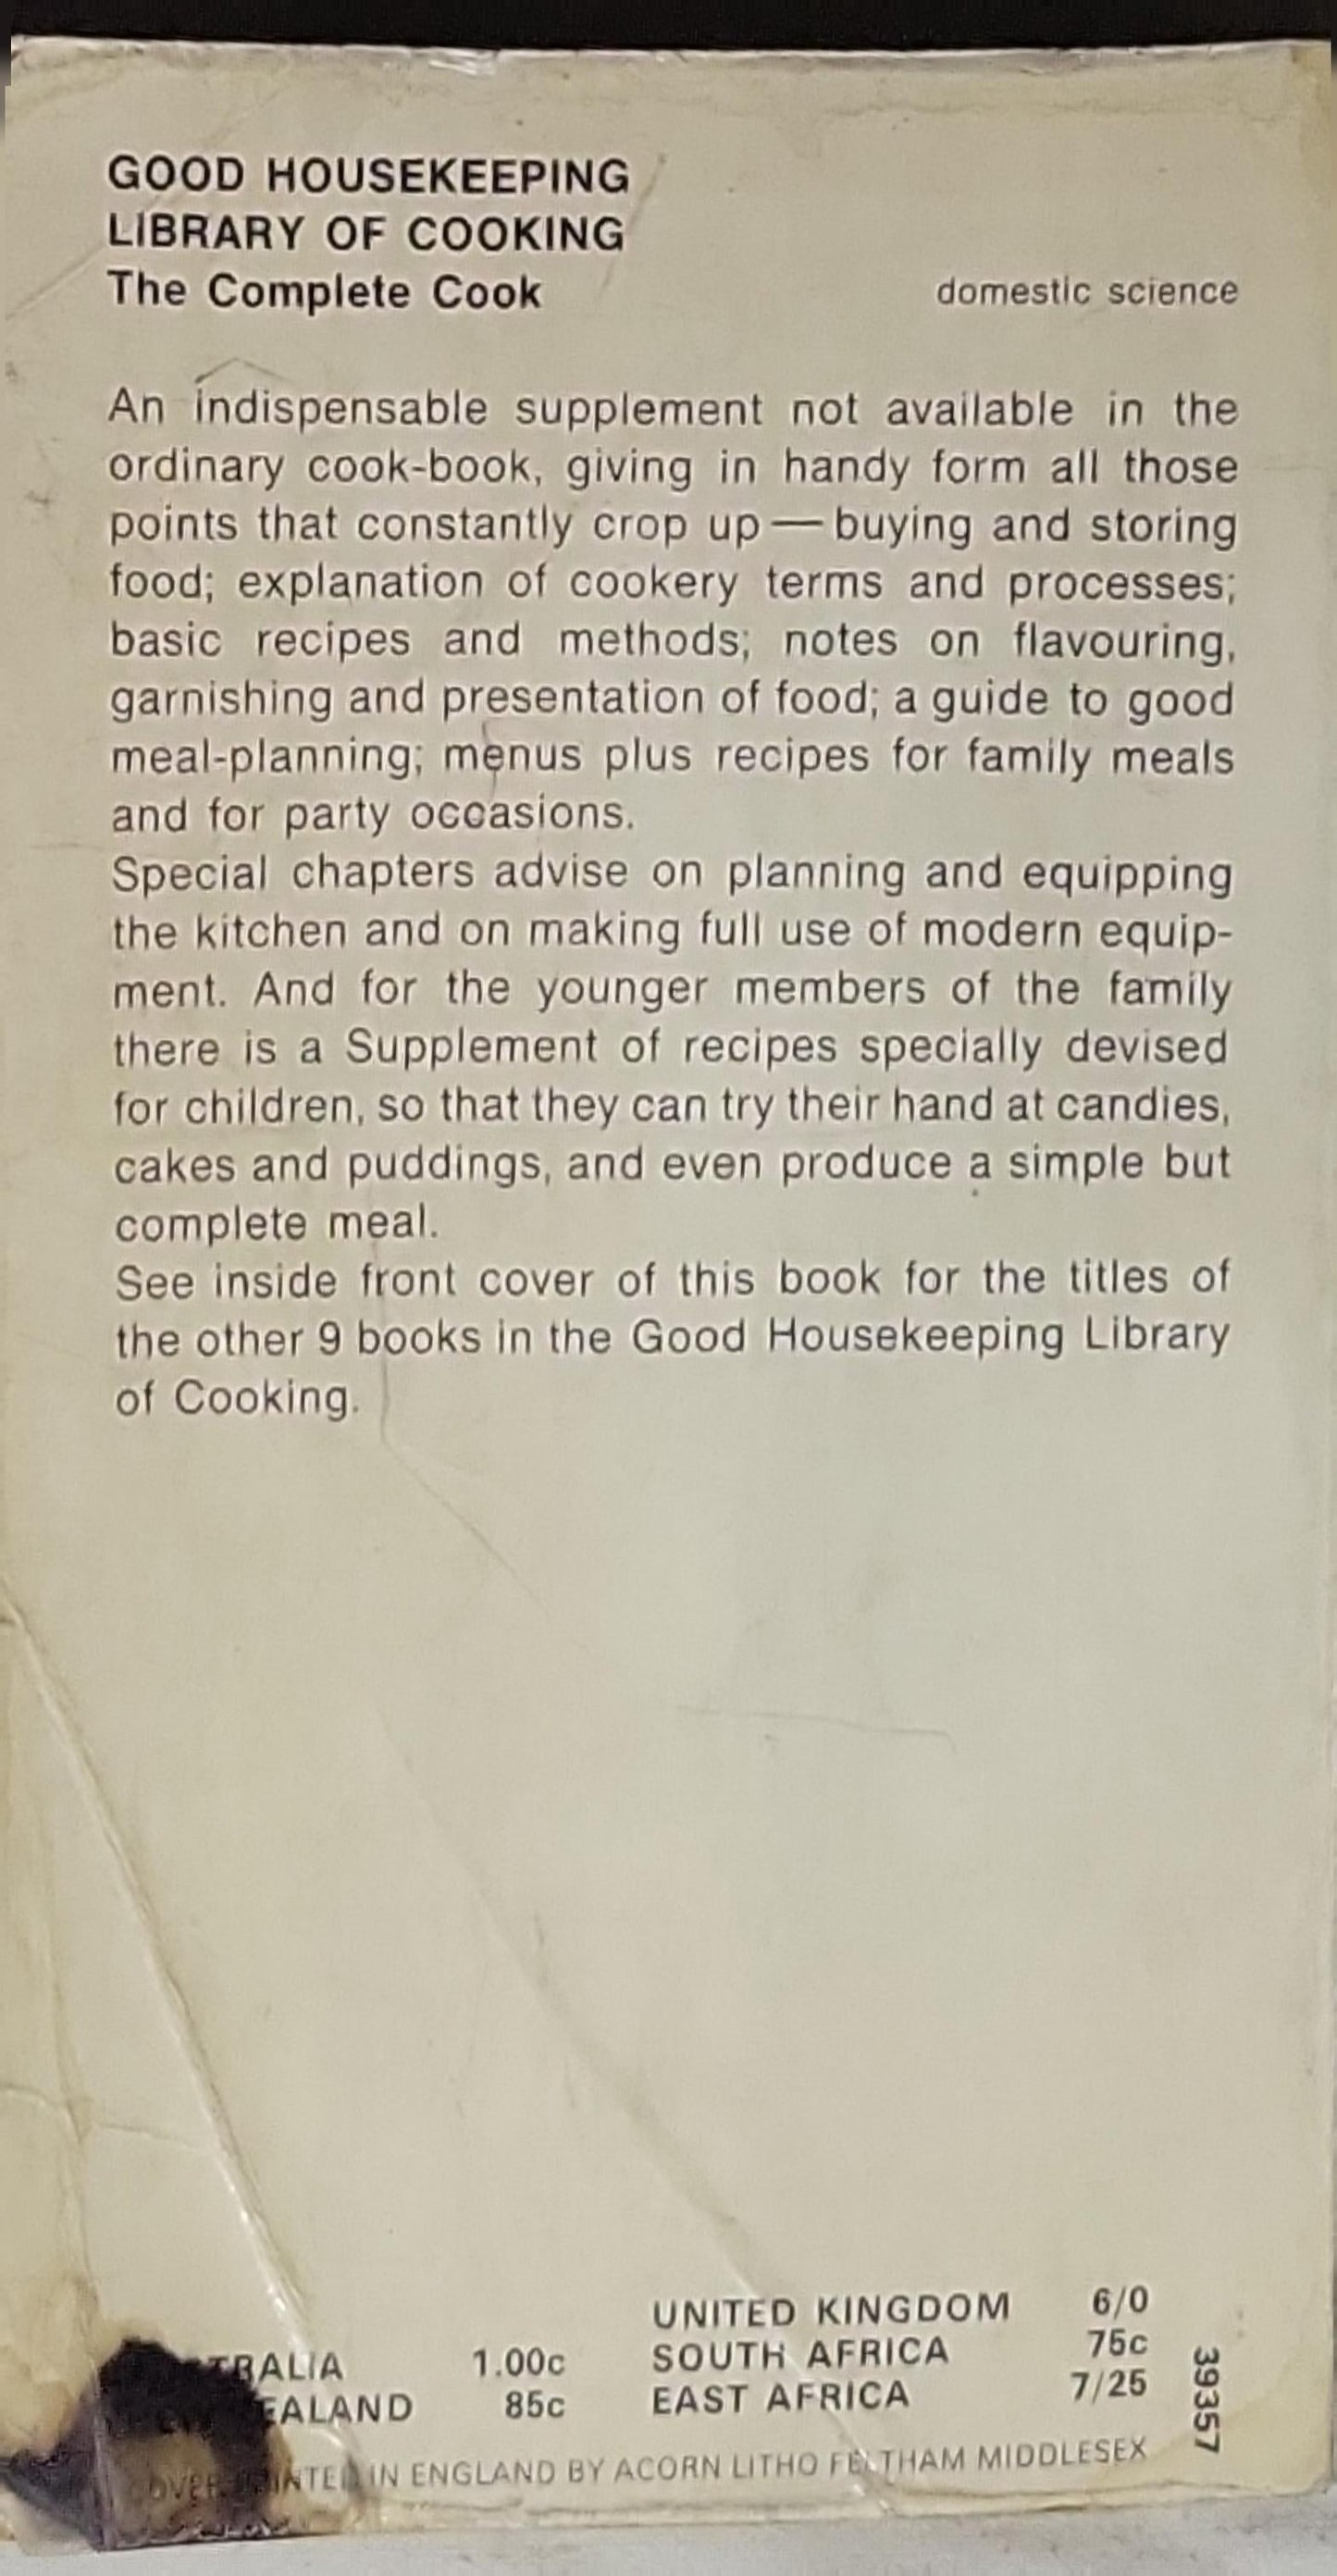 GOOD HOUSEKEEPING
LIBRARY OF COOKING
The Complete Cook domestic science
An indispensable supplement not available in the
ordinary cook-book, giving in handy form all those
points that constantly crop up — buying and storing
food; explanation of cookery terms and processes;
basic recipes and methods; notes on flavouring,
garnishing and presentation of food; a guide to good
meal-planning; menus plus recipes for family meals
and for party occasions.
Special chapters advise on planning and equipping
the kitchen and on making full use of modern equip-
ment. And for the younger members of the family
there is a Supplement of recipes specially devised
for children, so that they can try their hand at candies,
cakes and puddings, and even produce a simple but
complete meal.
See inside front cover of this book for the titles of
the other 9 books in the Good Housekeeping Library
of Cooking.
UNITED KINGDOM 6/0
TRALIA 1.00c SOUTH AFRICA 75c
EALAND 85c EAST AFRICA 7/25
IN ENGLAND BY ACORN LITHO FELTHAM MIDDLESEX
39357